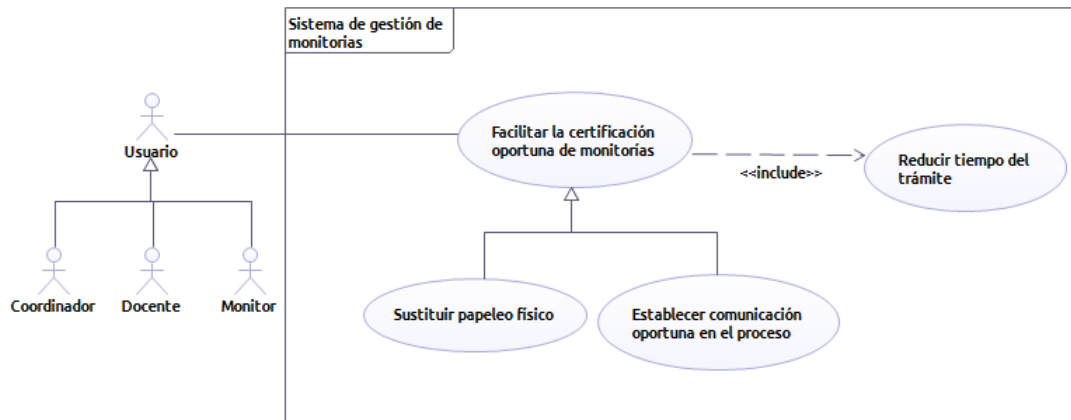 Sistema de gestión de
monitorias
Usuario
Facilitar la certificación
oportuna de monitorías
<<include>>
Reducir tiempo del
trámite
Coordinador
Docente
Monitor
Sustituir papeleo físico
Establecer comunicación
oportuna en el proceso